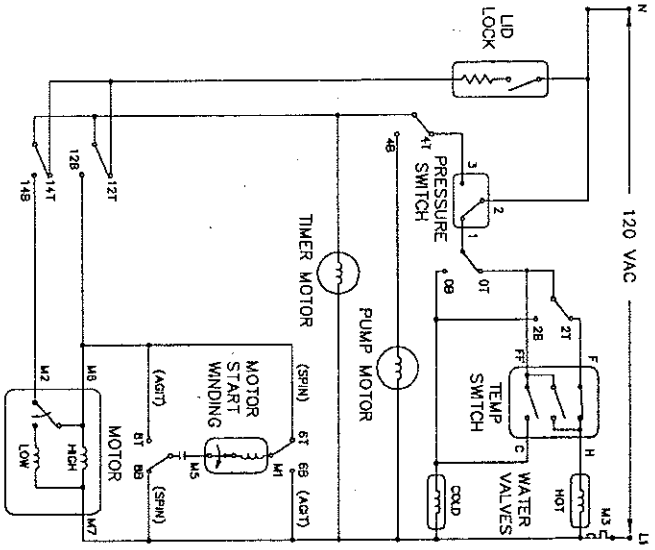 N
120 VAC
L1
LID
LOCK
3
2
1
PRESSURE
SWITCH
4T
4B
0T
0B
2T
2B
F
FF
TEMP
SWITCH
H
C
M3
HOT
COLD
WATER
VALVES
PUMP MOTOR
TIMER MOTOR
12T
12B
14T
14B
(SPIN)
6T
6B
(AGIT)
M1
MOTOR
START
WINDING
M5
(AGIT)
8T
8B
(SPIN)
M8
M2
HIGH
LOW
M7
MOTOR